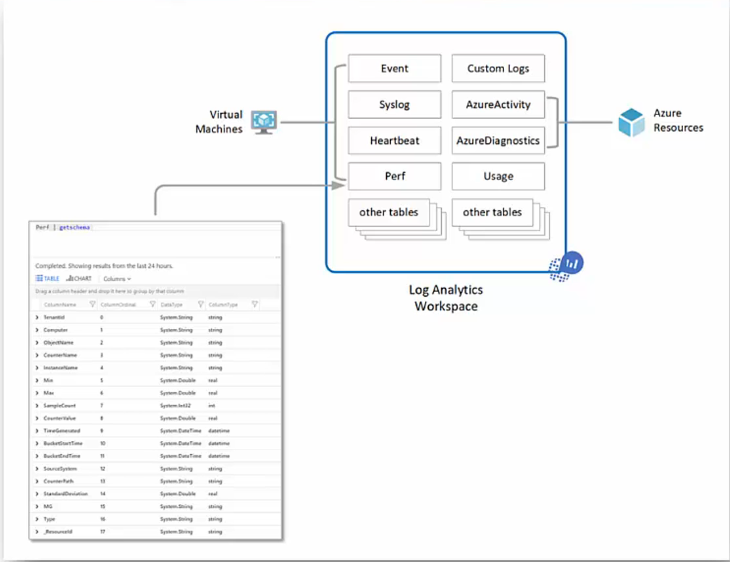 Event
Custom Logs
Syslog
AzureActivity
Heartbeat
AzureDiagnostics
Perf
Usage
other tables
other tables
Virtual
Machines
Azure
Resources
Log Analytics
Workspace
Perf | getschema
Completed. Showing results from the last 24 hours.
TABLE CHART Columns
Drag a column header and drop it here to group by that column
ColumnName ColumnOrdinal DataType ColumnType
TenantId 0 System.String string
Computer 1 System.String string
ObjectName 2 System.String string
CounterName 3 System.String string
InstanceName 4 System.String string
Min 5 System.Double real
Max 6 System.Double real
SampleCount 7 System.Int32 int
CounterValue 8 System.Double real
TimeGenerated 9 System.DateTime datetime
BucketStartTime 10 System.DateTime datetime
BucketEndTime 11 System.DateTime datetime
SourceSystem 12 System.String string
CounterPath 13 System.String string
StandardDeviation 14 System.Double real
MG 15 System.String string
Type 16 System.String string
_ResourceId 17 System.String string